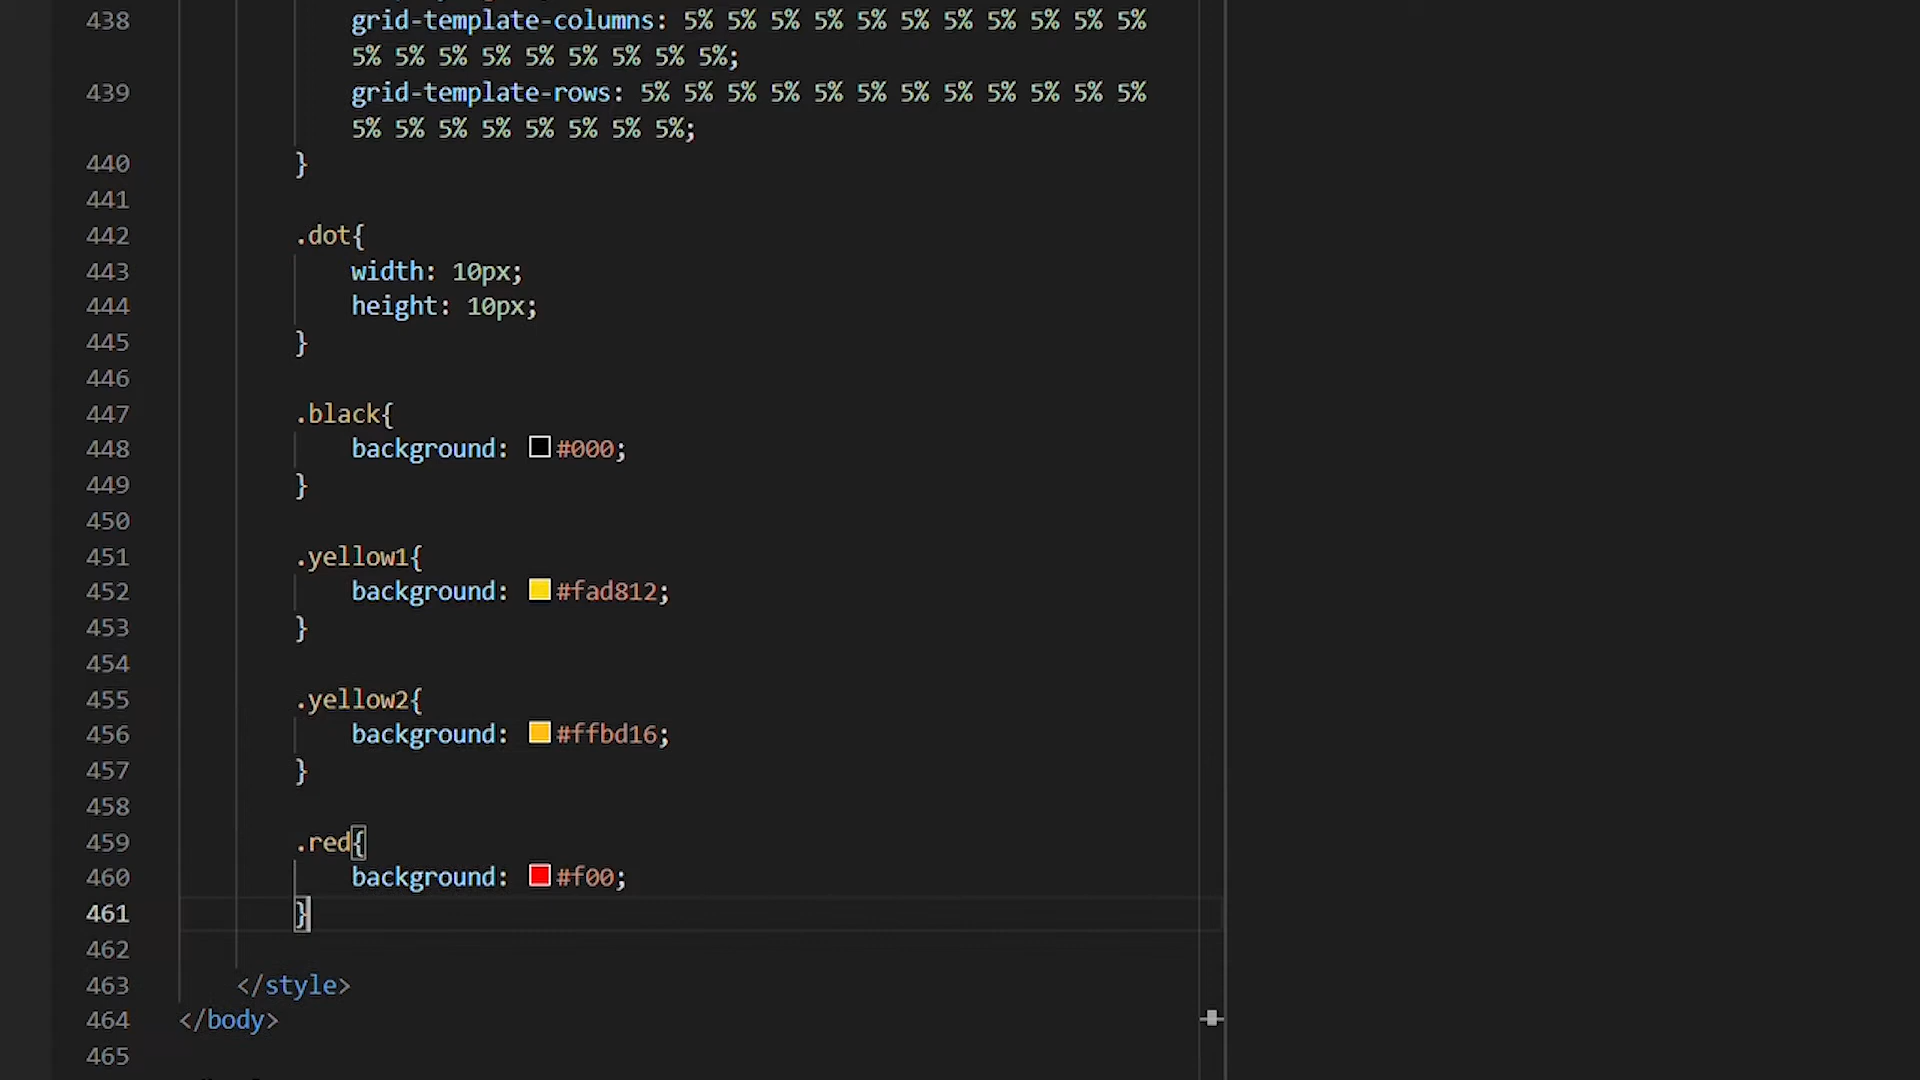 438 grid-template-columns: 5% 5% 5% 5% 5% 5% 5% 5% 5% 5% 5%
5% 5% 5% 5% 5% 5% 5% 5% 5%;
439 grid-template-rows: 5% 5% 5% 5% 5% 5% 5% 5% 5% 5% 5% 5%
5% 5% 5% 5% 5% 5% 5% 5%;
440 }
441
442 .dot{
443 width: 10px;
444 height: 10px;
445 }
446
447 .black{
448 background: #000;
449 }
450
451 .yellow1{
452 background: #fad812;
453 }
454
455 .yellow2{
456 background: #ffbd16;
457 }
458
459 .red{
460 background: #f00;
461 }
462
463 </style>
464 </body>
465